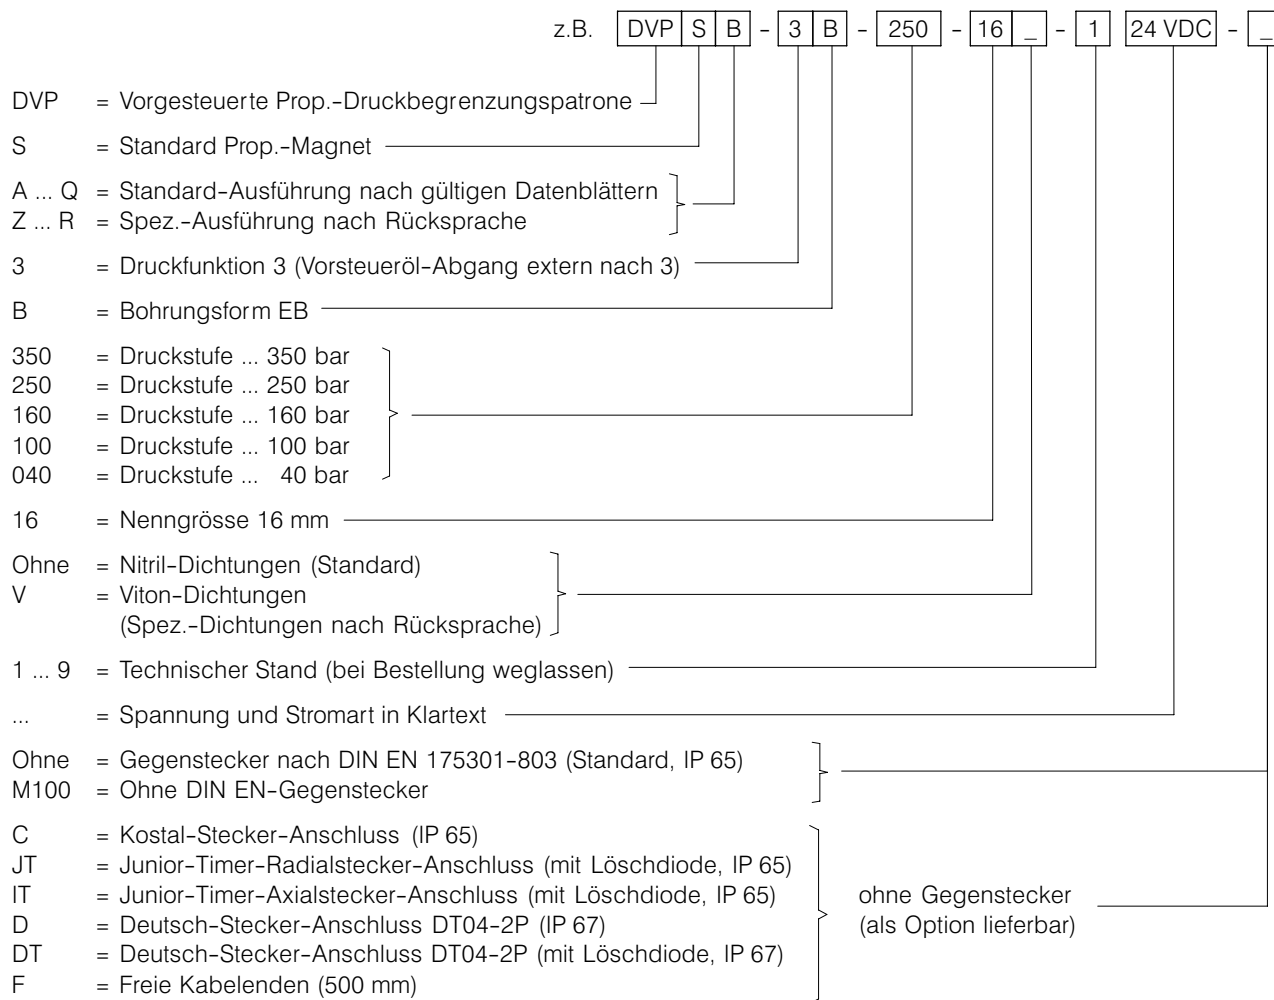 z.B. DVP S B - 3 B - 250 - 16 _ - 1 24 VDC - _
DVP = Vorgesteuerte Prop.-Druckbegrenzungspatrone
S = Standard Prop.-Magnet
A ... Q = Standard-Ausführung nach gültigen Datenblättern
Z ... R = Spez.-Ausführung nach Rücksprache
3 = Druckfunktion 3 (Vorsteueröl-Abgang extern nach 3)
B = Bohrungsform EB
350 = Druckstufe ... 350 bar
250 = Druckstufe ... 250 bar
160 = Druckstufe ... 160 bar
100 = Druckstufe ... 100 bar
040 = Druckstufe ... 40 bar
16 = Nenngrösse 16 mm
Ohne = Nitril-Dichtungen (Standard)
V = Viton-Dichtungen
(Spez.-Dichtungen nach Rücksprache)
1 ... 9 = Technischer Stand (bei Bestellung weglassen)
... = Spannung und Stromart in Klartext
Ohne = Gegenstecker nach DIN EN 175301-803 (Standard, IP 65)
M100 = Ohne DIN EN-Gegenstecker
C = Kostal-Stecker-Anschluss (IP 65)
JT = Junior-Timer-Radialstecker-Anschluss (mit Löschdiode, IP 65)
IT = Junior-Timer-Axialstecker-Anschluss (mit Löschdiode, IP 65)
D = Deutsch-Stecker-Anschluss DT04-2P (IP 67)
DT = Deutsch-Stecker-Anschluss DT04-2P (mit Löschdiode, IP 67)
F = Freie Kabelenden (500 mm)
ohne Gegenstecker
(als Option lieferbar)